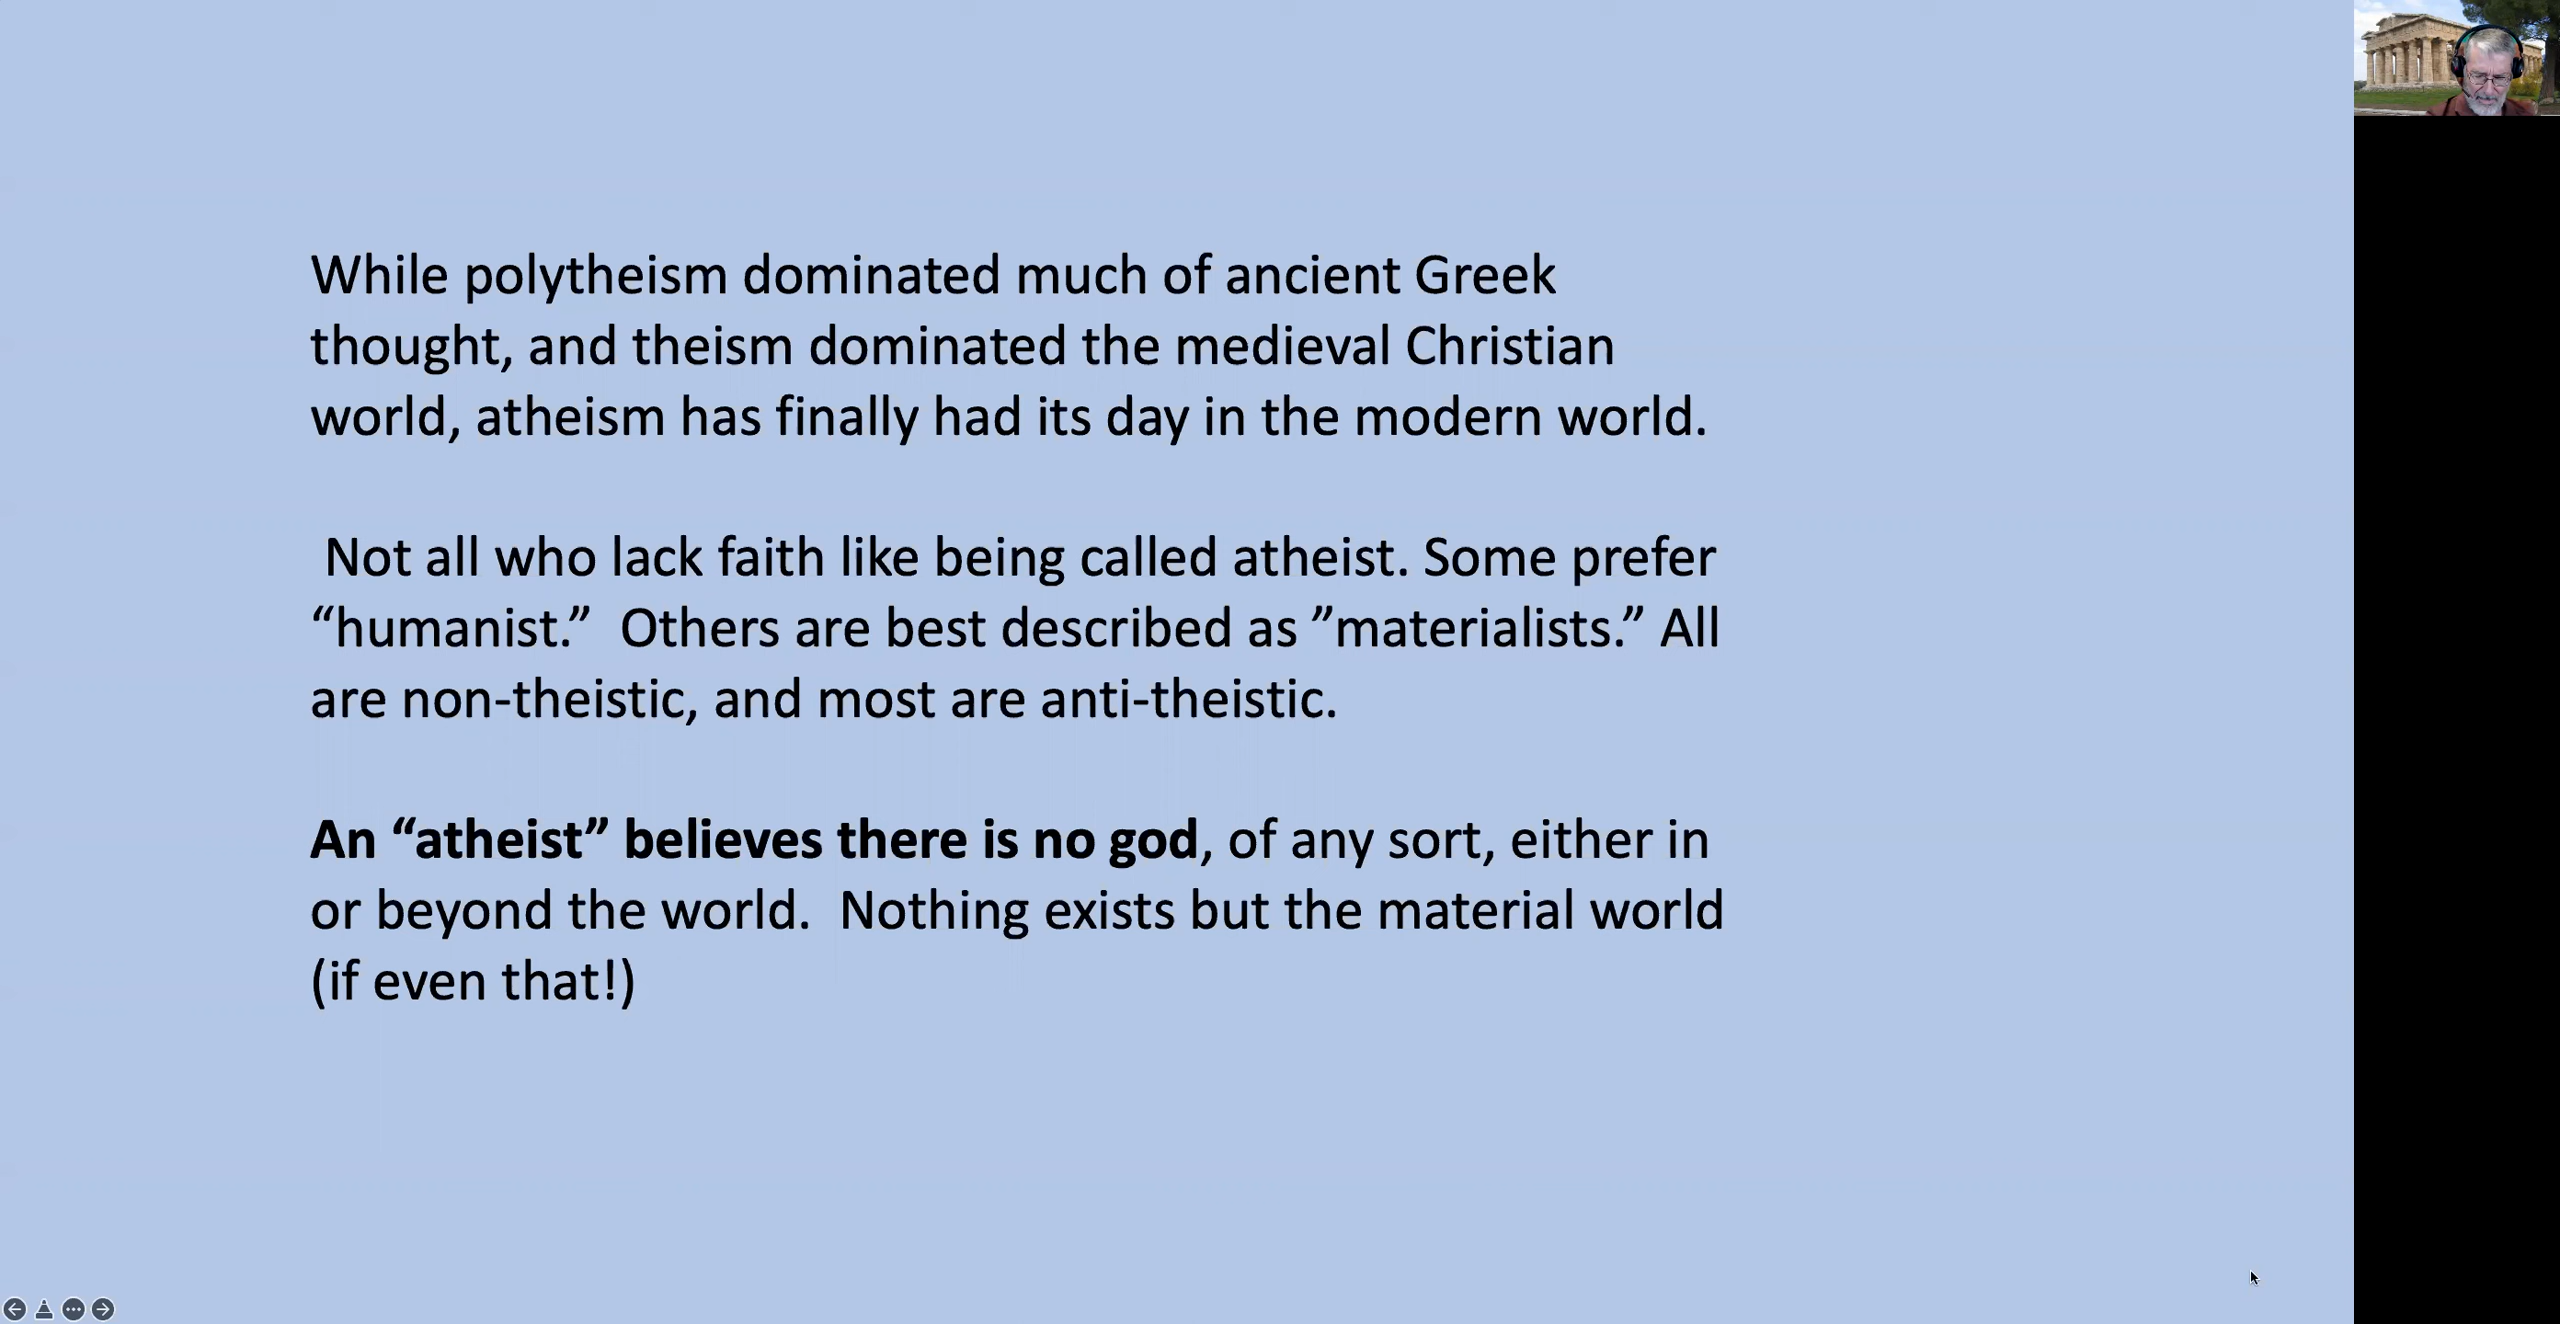 While polytheism dominated much of ancient Greek
thought, and theism dominated the medieval Christian
world, atheism has finally had its day in the modern world.
Not all who lack faith like being called atheist. Some prefer
“humanist.”  Others are best described as ”materialists.” All
are non-theistic, and most are anti-theistic.
An “atheist” believes there is no god, of any sort, either in
or beyond the world.  Nothing exists but the material world
(if even that!)